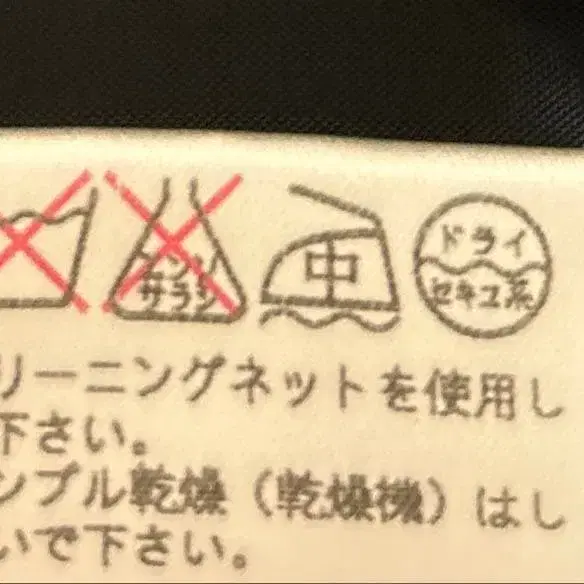 エンソ
サラシ
中
ドライ
セキユ系
リーニングネットを使用し
下さい。
ンブル乾燥（乾燥機）はし
いで下さい。